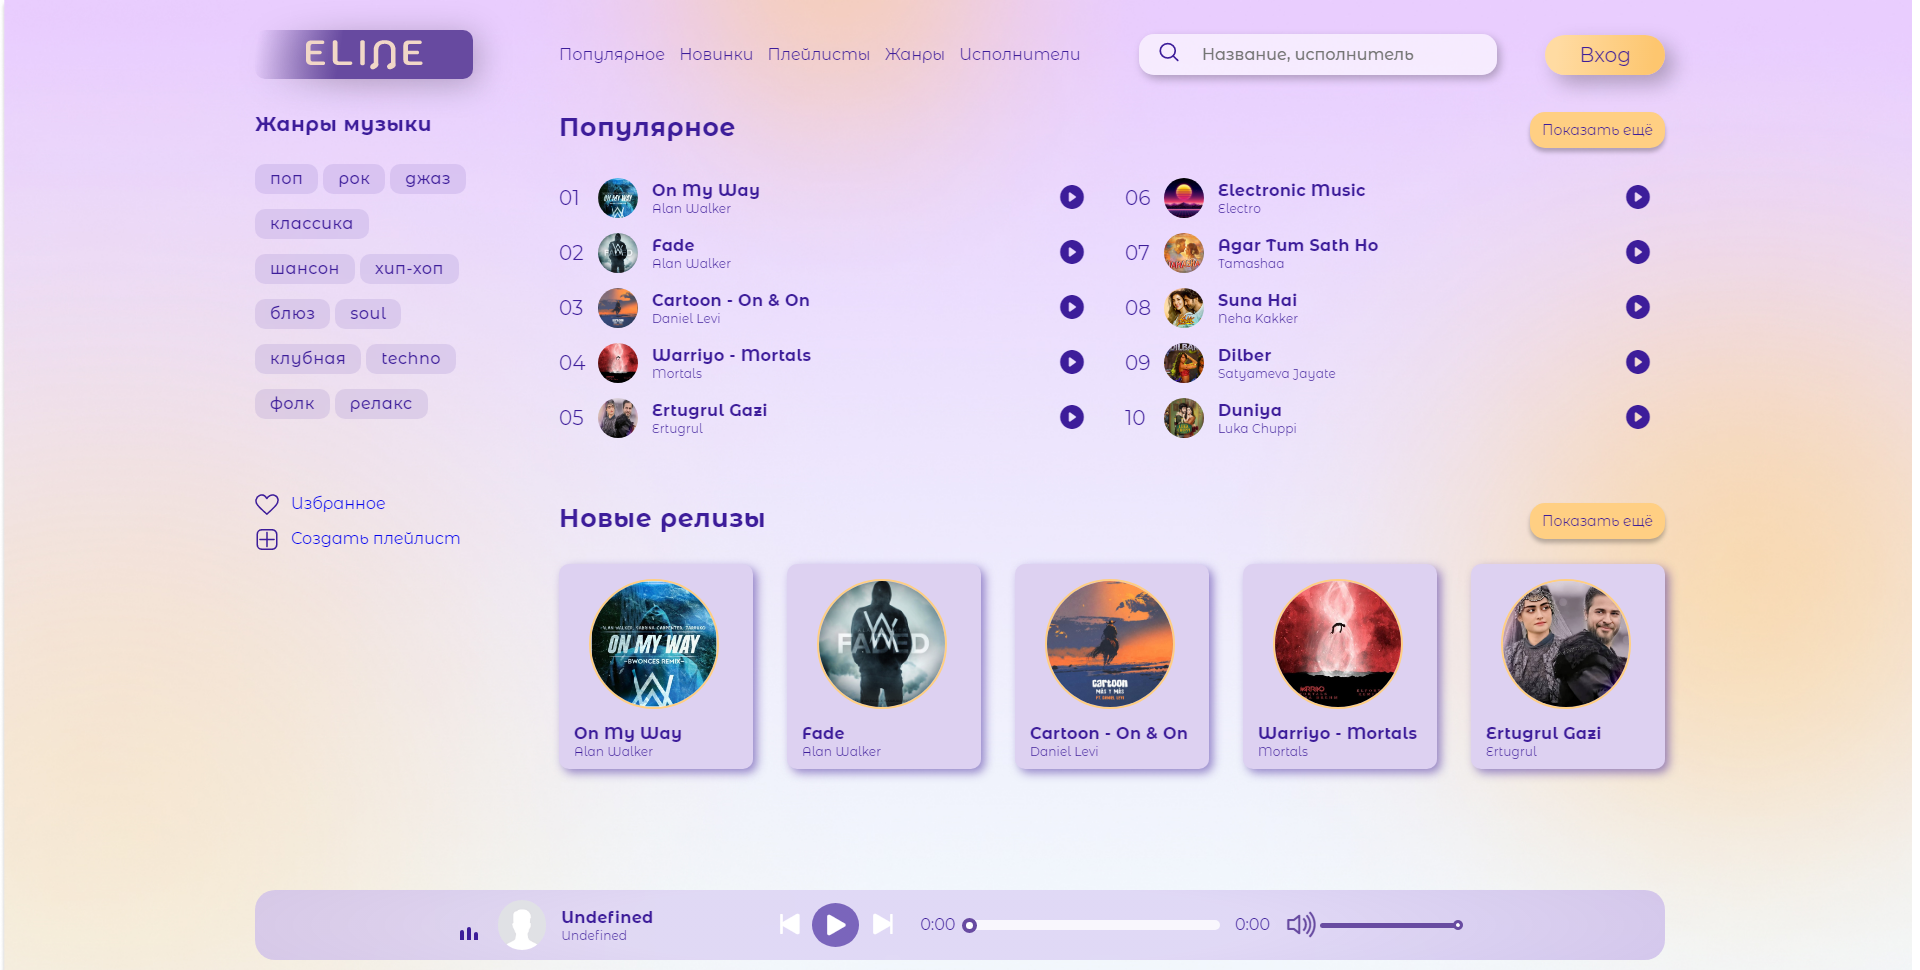 ELINE
Популярное Новинки Плейлисты Жанры Исполнители
Название, исполнитель
Вход
Жанры музыки
поп рок джаз
классика
шансон хип-хоп
блюз soul
клубная techno
фолк релакс
Избранное
Создать плейлист
Популярное
Показать ещё
01 On My Way
Alan Walker
02 Fade
Alan Walker
03 Cartoon - On & On
Daniel Levi
04 Warriyo - Mortals
Mortals
05 Ertugrul Gazi
Ertugrul
06 Electronic Music
Electro
07 Agar Tum Sath Ho
Tamashaa
08 Suna Hai
Neha Kakker
09 Dilber
Satyameva Jayate
10 Duniya
Luka Chuppi
Новые релизы
Показать ещё
ON MY WAY
On My Way
Alan Walker
FADED
Fade
Alan Walker
cartoon
Cartoon - On & On
Daniel Levi
Warriyo - Mortals
Mortals
Ertugrul Gazi
Ertugrul
Undefined
Undefined
0:00
0:00